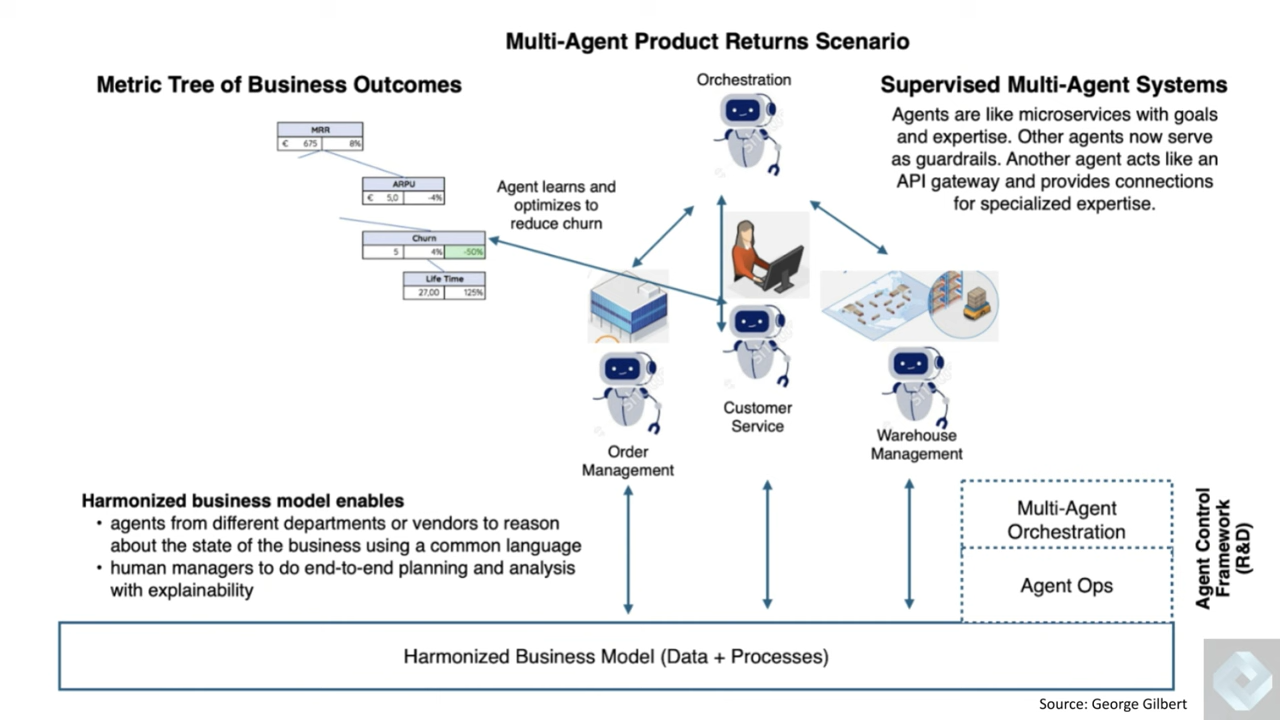 Multi-Agent Product Returns Scenario
Metric Tree of Business Outcomes
MRR
€ 675 8%
ARPU
€ 5,0 -4%
Churn
5 4% -50%
Life Time
27,00 125%
Agent learns and
optimizes to
reduce churn
Orchestration
Supervised Multi-Agent Systems
Agents are like microservices with goals
and expertise. Other agents now serve
as guardrails. Another agent acts like an
API gateway and provides connections
for specialized expertise.
Order
Management
Customer
Service
Warehouse
Management
Harmonized business model enables
• agents from different departments or vendors to reason
about the state of the business using a common language
• human managers to do end-to-end planning and analysis
with explainability
Multi-Agent
Orchestration
Agent Ops
Agent Control
Framework
(R&D)
Harmonized Business Model (Data + Processes)
Source: George Gilbert